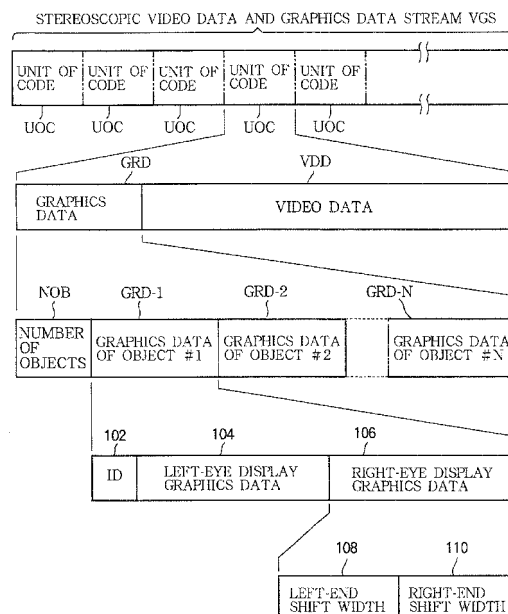 STEREOSCOPIC VIDEO DATA AND GRAPHICS DATA STREAM VGS
UNIT OF CODE UNIT OF CODE UNIT OF CODE UNIT OF CODE UNIT OF CODE
UOC UOC UOC UOC UOC
GRD VDD
GRAPHICS DATA VIDEO DATA
NOB GRD-1 GRD-2 GRD-N
NUMBER OF OBJECTS GRAPHICS DATA OF OBJECT #1 GRAPHICS DATA OF OBJECT #2 GRAPHICS DATA OF OBJECT #N
102 104 106
ID LEFT-EYE DISPLAY GRAPHICS DATA RIGHT-EYE DISPLAY GRAPHICS DATA
108 110
LEFT-END SHIFT WIDTH RIGHT-END SHIFT WIDTH